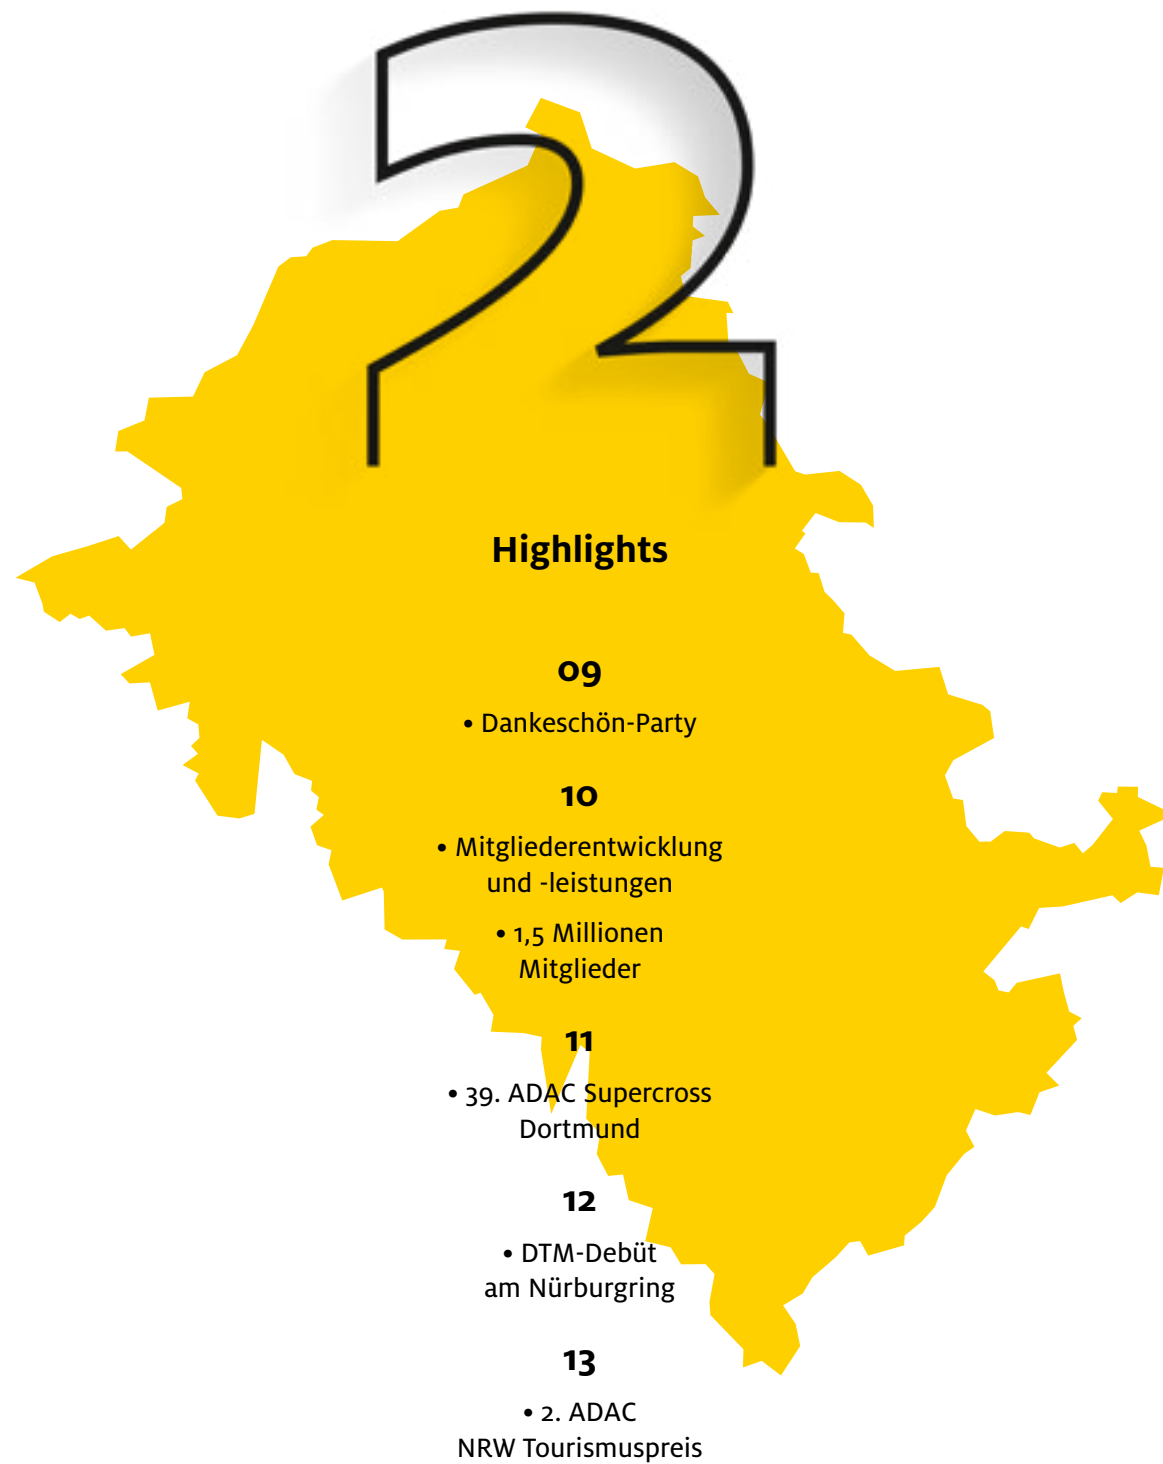 2
Highlights
09
• Dankeschön-Party
10
• Mitgliederentwicklung
und -leistungen
• 1,5 Millionen
Mitglieder
11
• 39. ADAC Supercross
Dortmund
12
• DTM-Debüt
am Nürburgring
13
• 2. ADAC
NRW Tourismuspreis